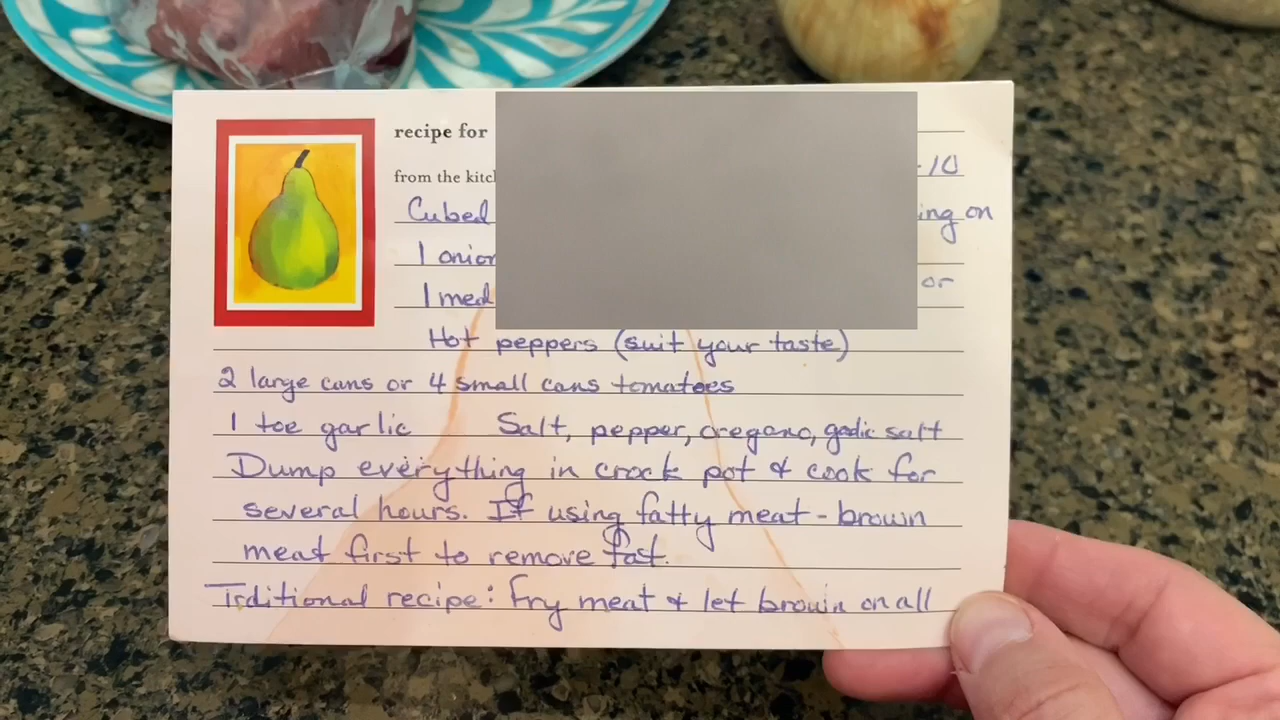 recipe for
from the 10
Cubed on
1
1 med or
Hot peppers (suit your taste)
2 large cans or 4 small cans tomatoes
1 toe garlic Salt, pepper, oregano, garlic salt
Dump everything in crock pot & cook for
several hours. If using fatty meat - brown
meat first to remove fat.
Traditional recipe: Fry meat & let brown on all